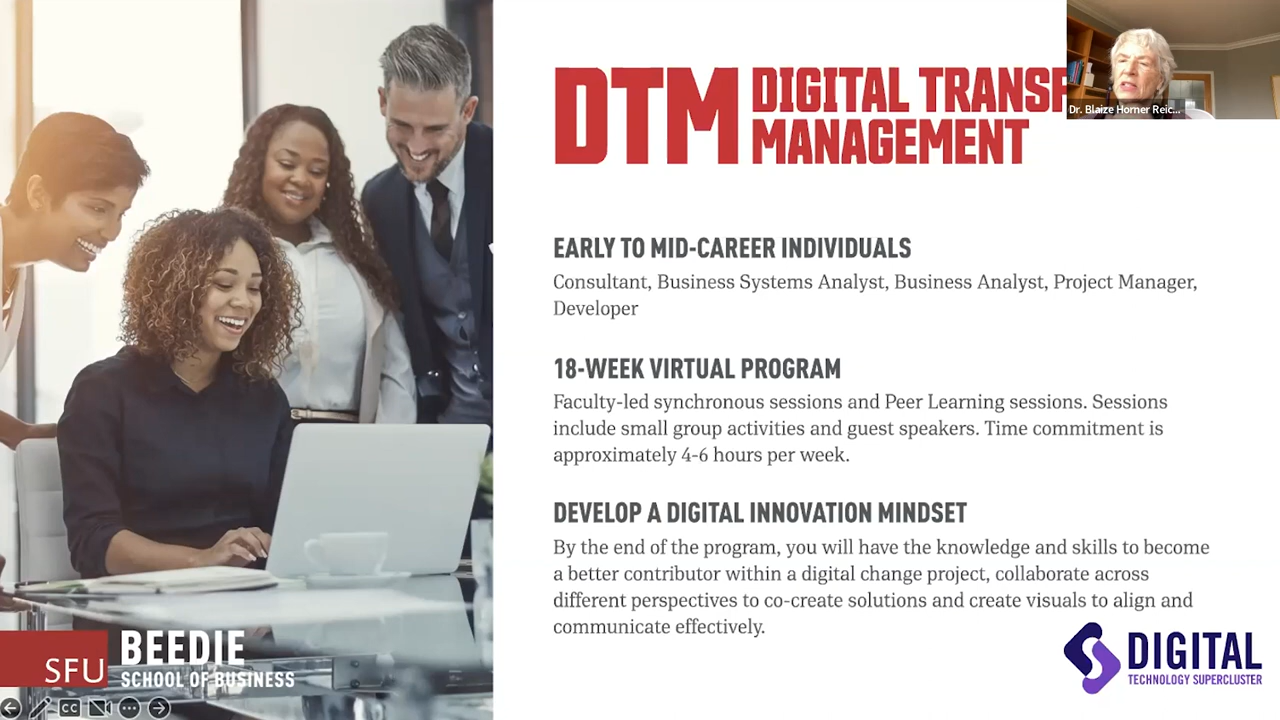 DTM
DIGITAL TRANSF
MANAGEMENT
Dr. Blaize Horner Reic...
EARLY TO MID-CAREER INDIVIDUALS
Consultant, Business Systems Analyst, Business Analyst, Project Manager,
Developer
18-WEEK VIRTUAL PROGRAM
Faculty-led synchronous sessions and Peer Learning sessions. Sessions
include small group activities and guest speakers. Time commitment is
approximately 4-6 hours per week.
DEVELOP A DIGITAL INNOVATION MINDSET
By the end of the program, you will have the knowledge and skills to become
a better contributor within a digital change project, collaborate across
different perspectives to co-create solutions and create visuals to align and
communicate effectively.
SFU
BEEDIE
SCHOOL OF BUSINESS
CC
DIGITAL
TECHNOLOGY SUPERCLUSTER